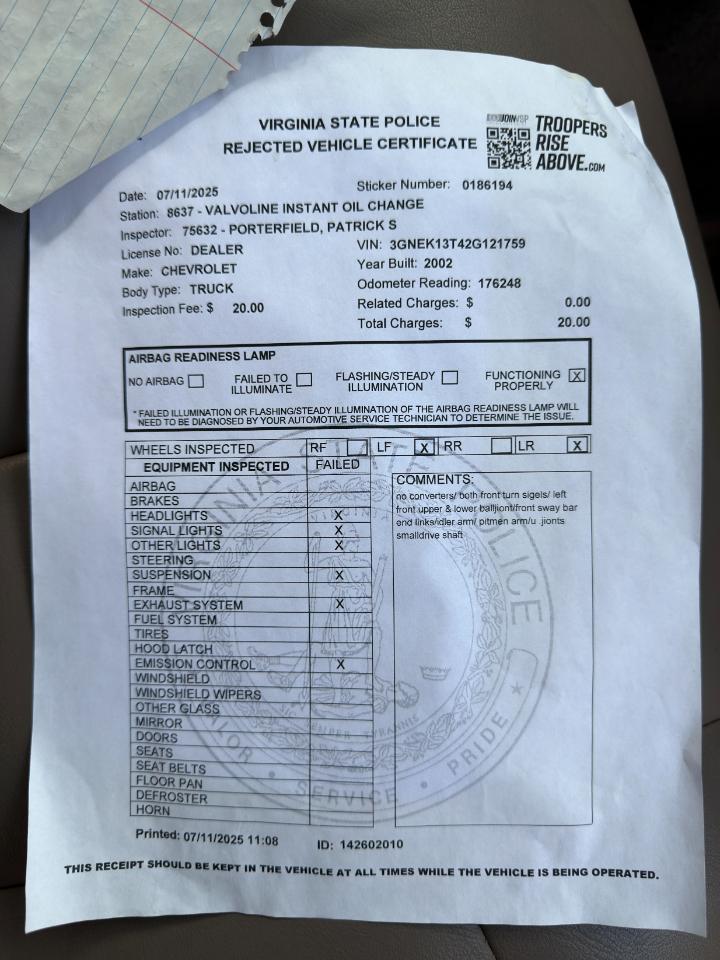 VIRGINIA STATE POLICE
REJECTED VEHICLE CERTIFICATE
JOINVSP
TROOPERS
RISE
ABOVE.COM
Date: 07/11/2025
Sticker Number: 0186194
Station: 8637 - VALVOLINE INSTANT OIL CHANGE
Inspector: 75632 - PORTERFIELD, PATRICK S
License No: DEALER
VIN: 3GNEK13T42G121759
Make: CHEVROLET
Year Built: 2002
Body Type: TRUCK
Odometer Reading: 176248
Inspection Fee: $ 20.00
Related Charges: $ 0.00
Total Charges: $ 20.00
AIRBAG READINESS LAMP
NO AIRBAG
FAILED TO ILLUMINATE
FLASHING/STEADY ILLUMINATION
FUNCTIONING PROPERLY X
* FAILED ILLUMINATION OR FLASHING/STEADY ILLUMINATION OF THE AIRBAG READINESS LAMP WILL
NEED TO BE DIAGNOSED BY YOUR AUTOMOTIVE SERVICE TECHNICIAN TO DETERMINE THE ISSUE.
WHEELS INSPECTED RF LF X RR LR X
EQUIPMENT INSPECTED FAILED
AIRBAG
BRAKES
HEADLIGHTS X
SIGNAL LIGHTS X
OTHER LIGHTS X
STEERING
SUSPENSION X
FRAME
EXHAUST SYSTEM X
FUEL SYSTEM
TIRES
HOOD LATCH
EMISSION CONTROL X
WINDSHIELD
WINDSHIELD WIPERS
OTHER GLASS
MIRROR
DOORS
SEATS
SEAT BELTS
FLOOR PAN
DEFROSTER
HORN
COMMENTS:
no converters/ both front turn sigels/ left
front upper & lower balljiont/front sway bar
end links/idler arm/ pitmen arm/u .jionts
smalldrive shaft
VIRGINIA STATE POLICE
VALOR • SERVICE • PRIDE ★
SEMPER TYRANNIS
Printed: 07/11/2025 11:08
ID: 142602010
THIS RECEIPT SHOULD BE KEPT IN THE VEHICLE AT ALL TIMES WHILE THE VEHICLE IS BEING OPERATED.